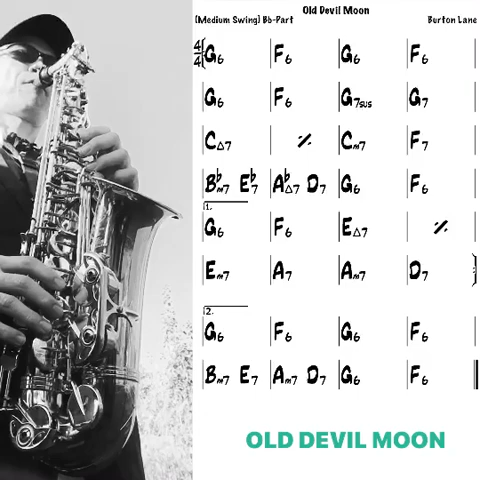 Old Devil Moon
(Medium Swing) Bb-Part Burton Lane
4/4 G6 F6 G6 F6
G6 F6 G7sus G7
C△7 𝄎 Cm7 F7
B♭m7 E♭7 A♭△7 D7 G6 F6
1.
G6 F6 E△7 𝄎
Em7 A7 Am7 D7
2.
G6 F6 G6 F6
Bm7 E7 Am7 D7 G6 F6
OLD DEVIL MOON